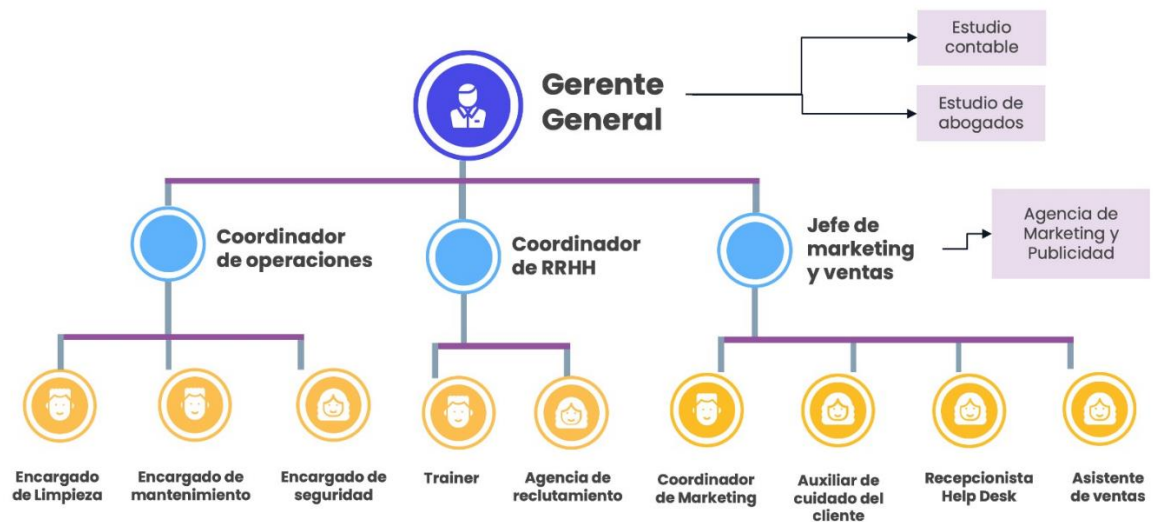 Estudio
contable
Gerente
General
Estudio de
abogados
Coordinador
de operaciones
Coordinador
de RRHH
Jefe de
marketing
y ventas
Agencia de
Marketing y
Publicidad
Encargado
de Limpieza
Encargado de
mantenimiento
Encargado de
seguridad
Trainer
Agencia de
reclutamiento
Coordinador
de Marketing
Auxiliar de
cuidado del
cliente
Recepcionista
Help Desk
Asistente
de ventas